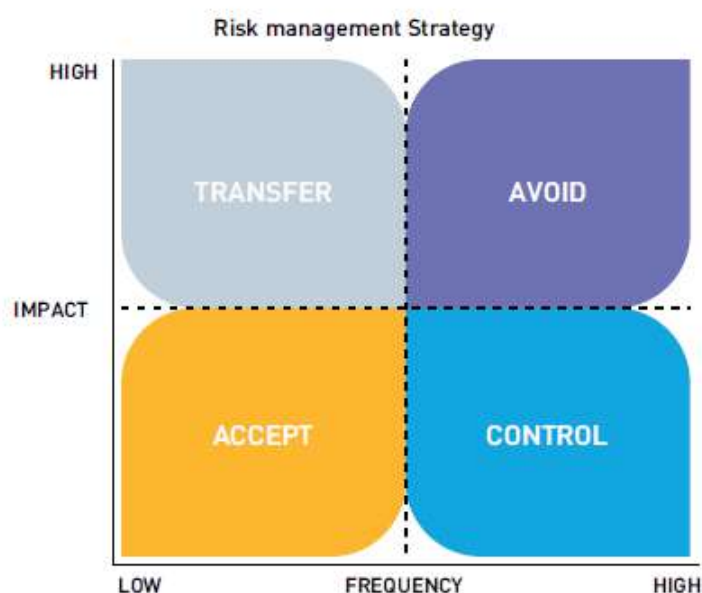 Risk management Strategy
HIGH
TRANSFER
AVOID
IMPACT
ACCEPT
CONTROL
LOW
FREQUENCY
HIGH